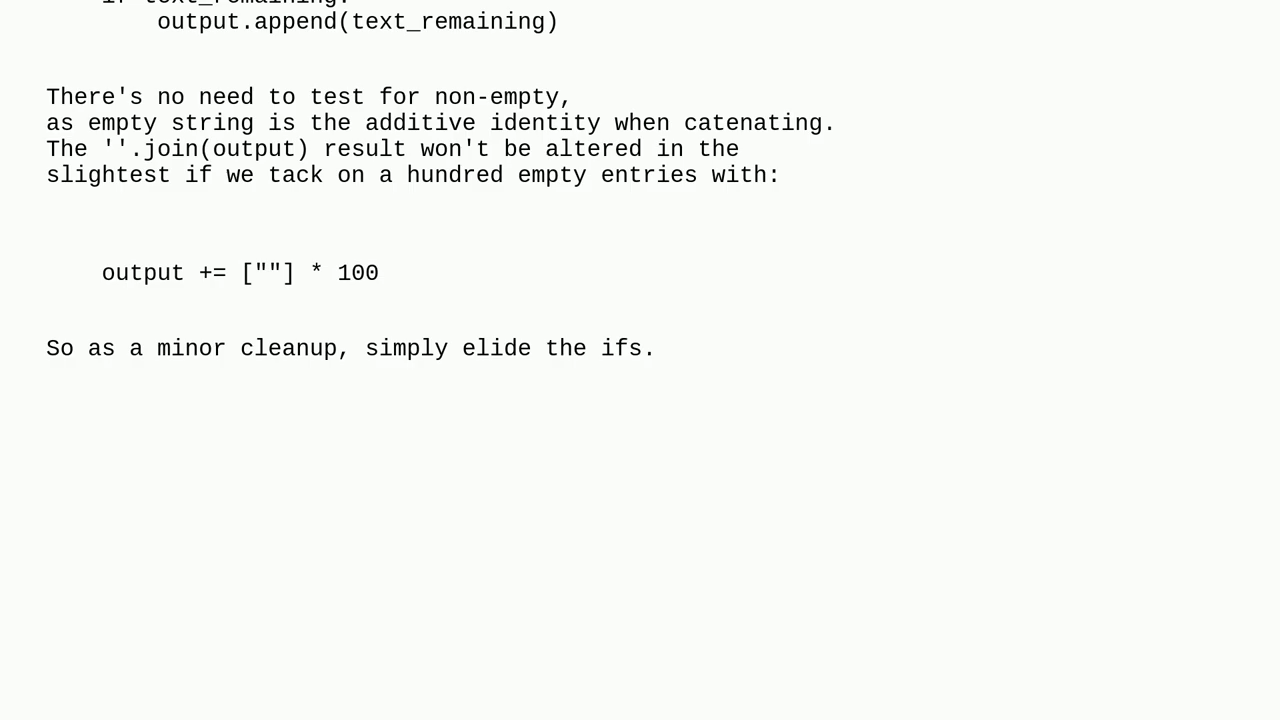 if text_remaining:
output.append(text_remaining)
There's no need to test for non-empty,
as empty string is the additive identity when catenating.
The ''.join(output) result won't be altered in the
slightest if we tack on a hundred empty entries with:
output += [""] * 100
So as a minor cleanup, simply elide the ifs.